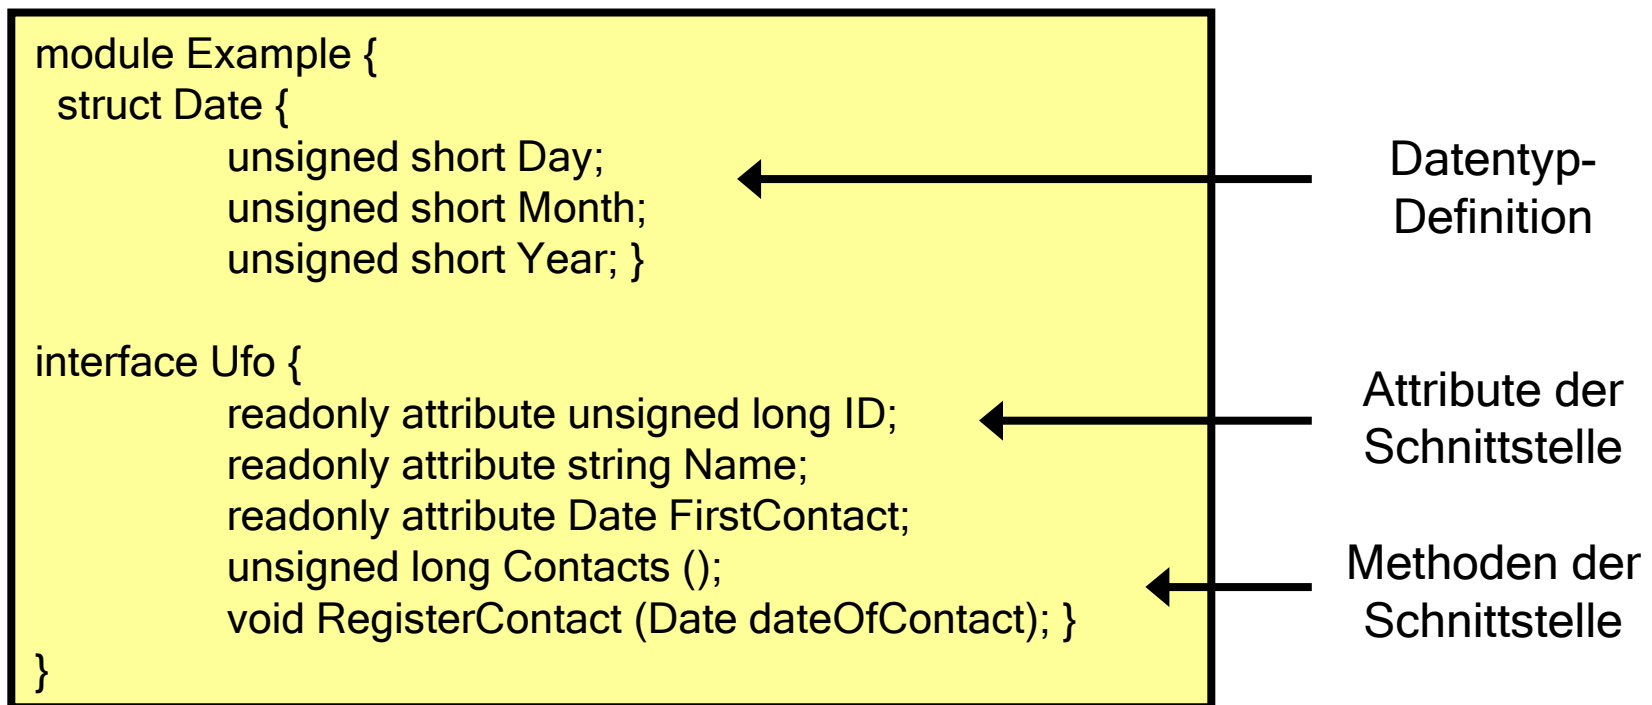 module Example {
struct Date {
unsigned short Day;
unsigned short Month;
unsigned short Year; }
interface Ufo {
readonly attribute unsigned long ID;
readonly attribute string Name;
readonly attribute Date FirstContact;
unsigned long Contacts ();
void RegisterContact (Date dateOfContact); }
}
Datentyp-
Definition
Attribute der
Schnittstelle
Methoden der
Schnittstelle